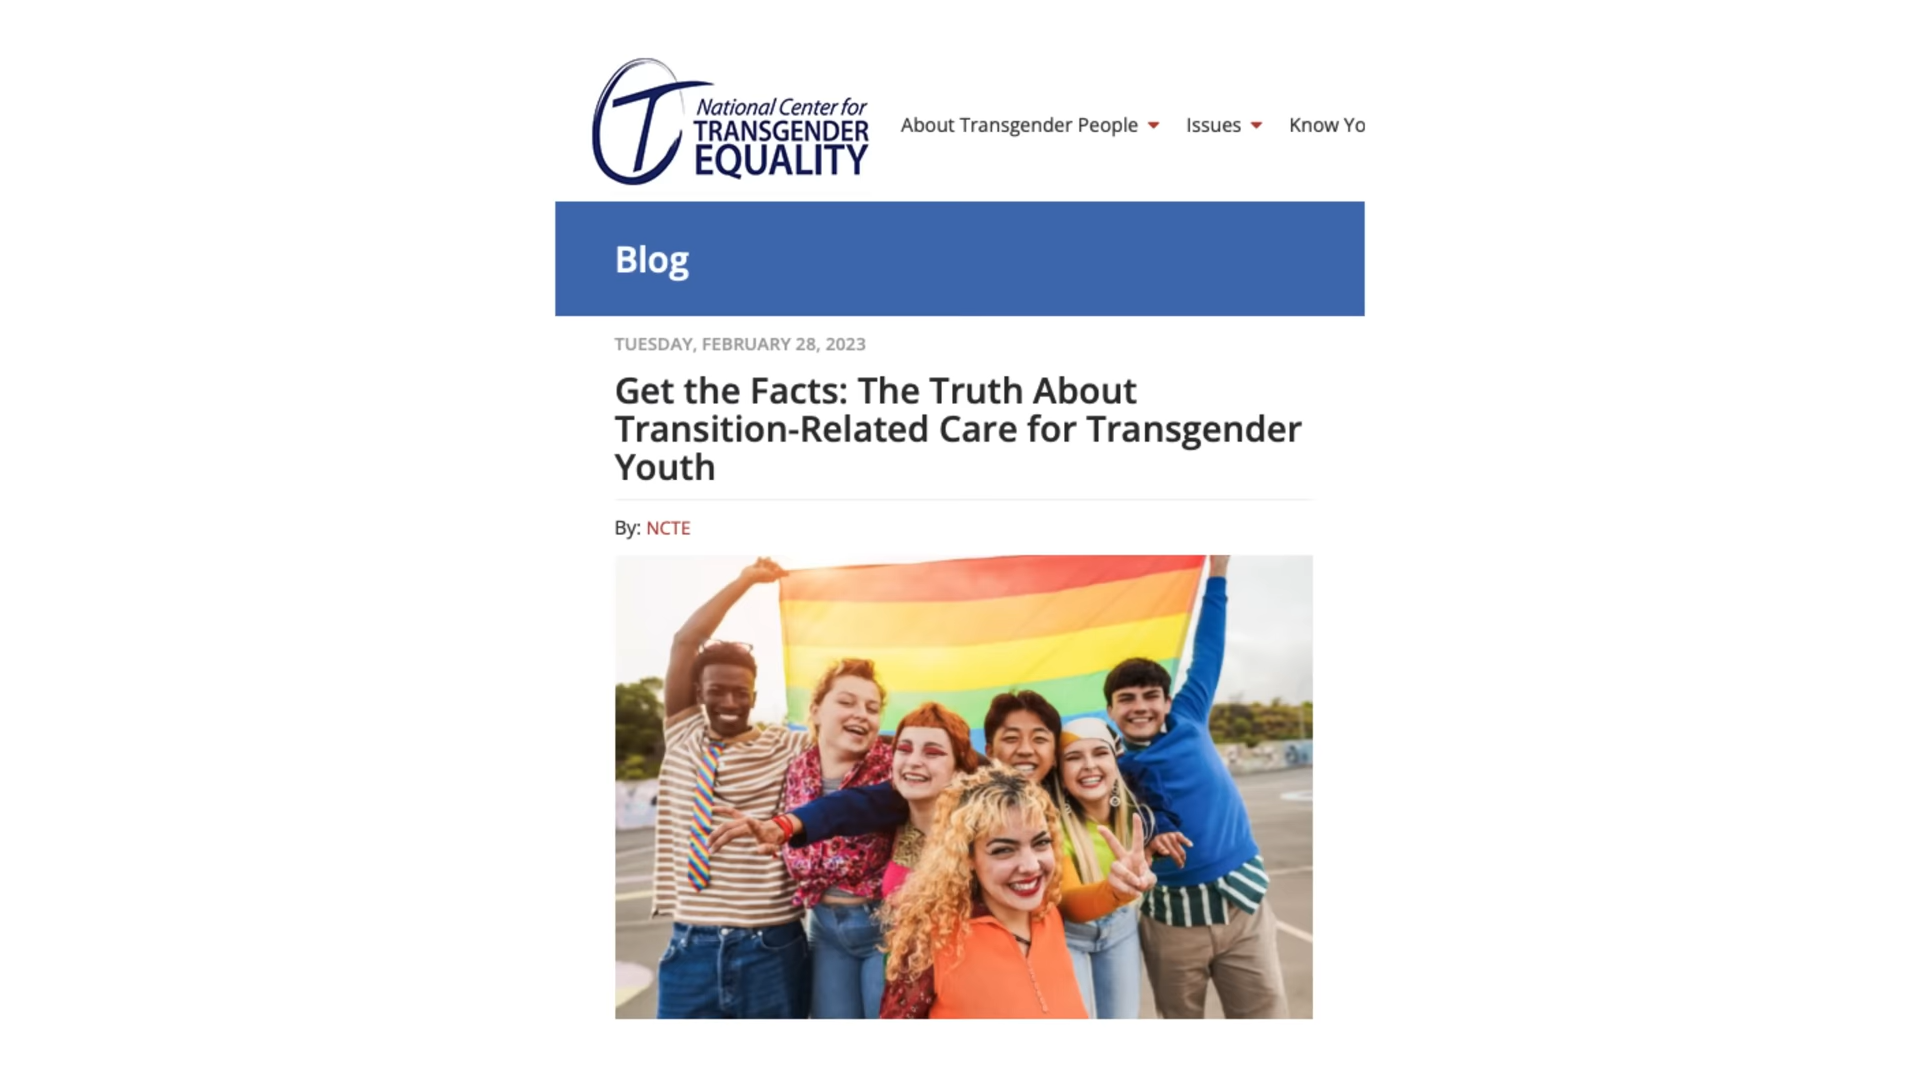 National Center for
TRANSGENDER
EQUALITY
About Transgender People
Issues
Know Yo
Blog
TUESDAY, FEBRUARY 28, 2023
Get the Facts: The Truth About
Transition-Related Care for Transgender
Youth
By: NCTE